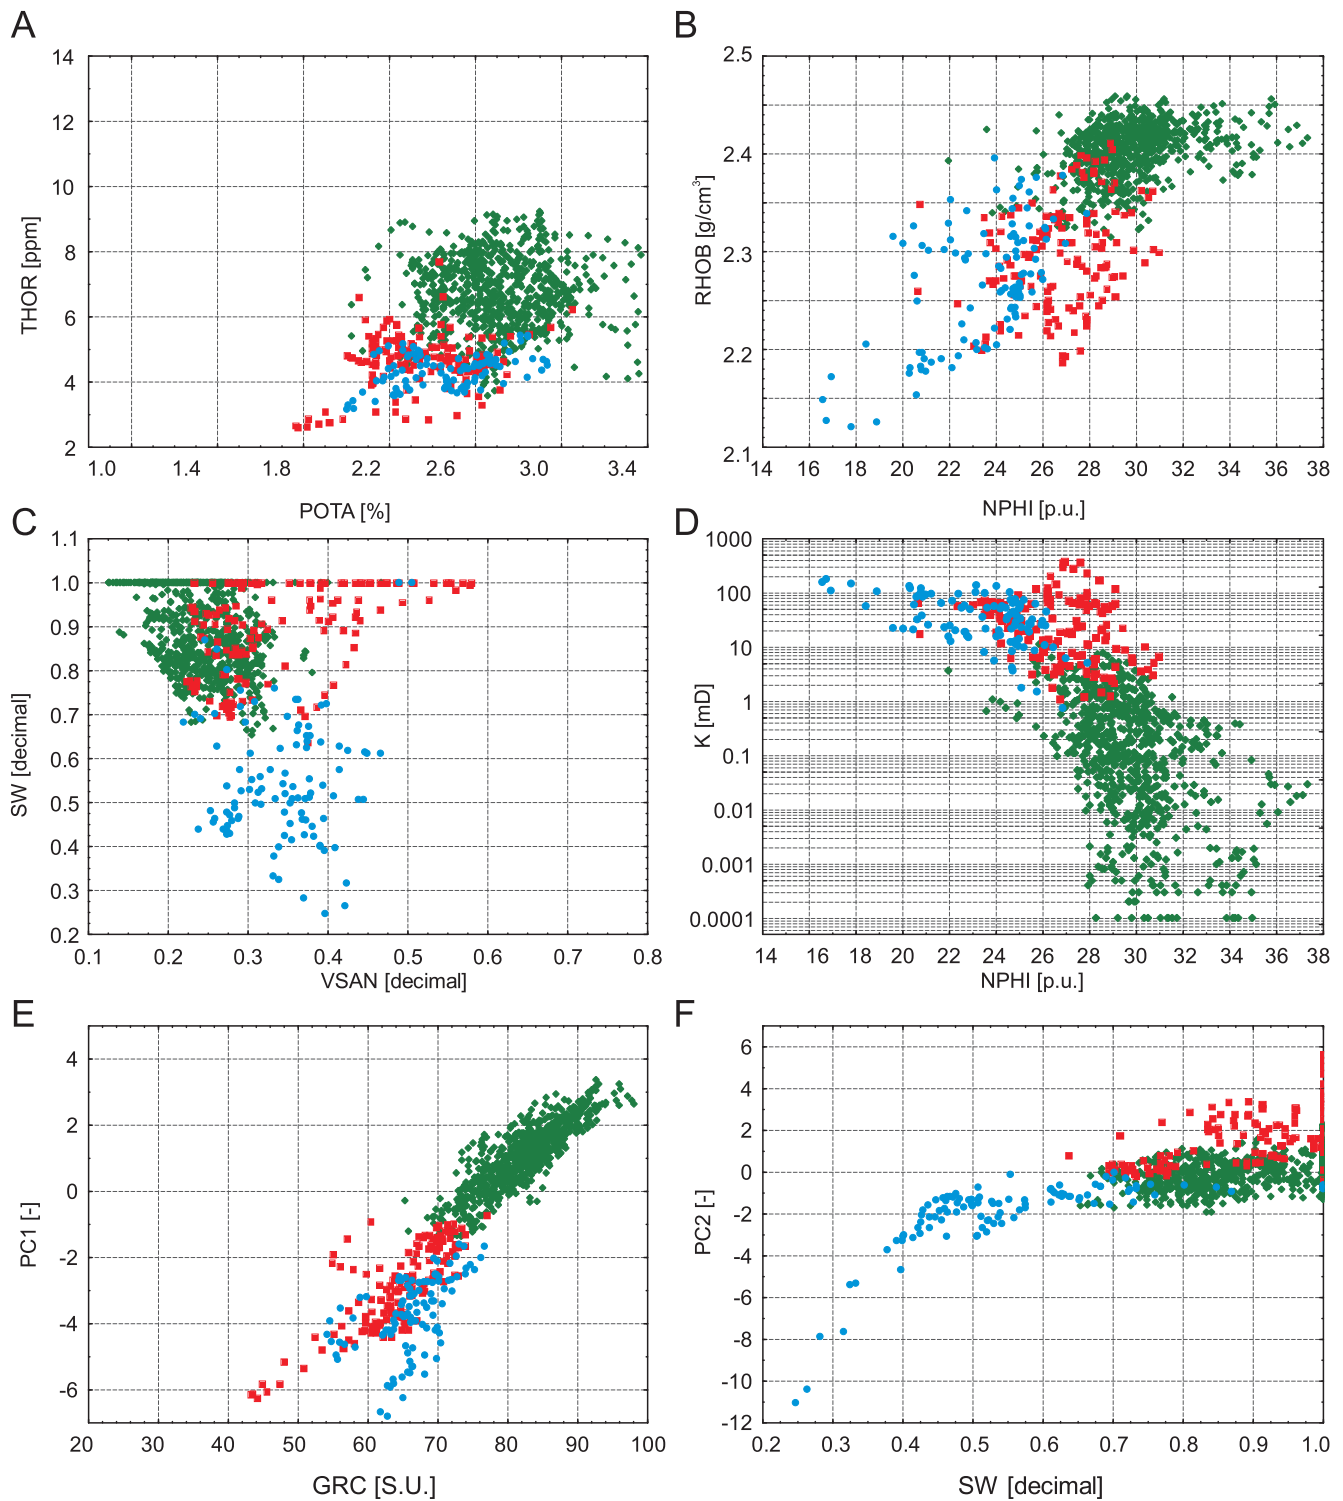 A
THOR [ppm]
14
12
10
8
6
4
2
1.0 1.4 1.8 2.2 2.6 3.0 3.4
POTA [%]
B
RHOB [g/cm³]
2.5
2.4
2.3
2.2
2.1
14 16 18 20 22 24 26 28 30 32 34 36 38
NPHI [p.u.]
C
SW [decimal]
1.1
1.0
0.9
0.8
0.7
0.6
0.5
0.4
0.3
0.2
0.1 0.2 0.3 0.4 0.5 0.6 0.7 0.8
VSAN [decimal]
D
K [mD]
1000
100
10
1
0.1
0.01
0.001
0.0001
14 16 18 20 22 24 26 28 30 32 34 36 38
NPHI [p.u.]
E
PC1 [-]
4
2
0
-2
-4
-6
20 30 40 50 60 70 80 90 100
GRC [S.U.]
F
PC2 [-]
6
4
2
0
-2
-4
-6
-8
-10
-12
0.2 0.3 0.4 0.5 0.6 0.7 0.8 0.9 1.0
SW [decimal]